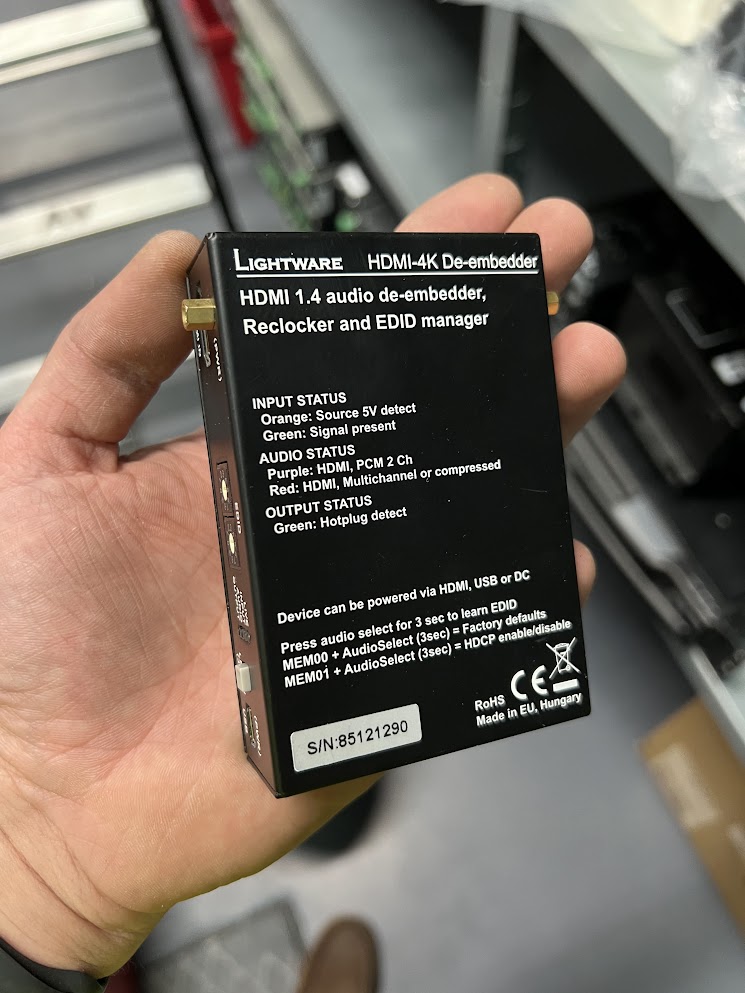 LIGHTWARE HDMI-4K De-embedder
HDMI 1.4 audio de-embedder,
Reclocker and EDID manager
INPUT STATUS
Orange: Source 5V detect
Green: Signal present
AUDIO STATUS
Purple: HDMI, PCM 2 Ch
Red: HDMI, Multichannel or compressed
OUTPUT STATUS
Green: Hotplug detect
Device can be powered via HDMI, USB or DC
Press audio select for 3 sec to learn EDID
MEM00 + AudioSelect (3sec) = Factory defaults
MEM01 + AudioSelect (3sec) = HDCP enable/disable
CE
RoHS
Made in EU, Hungary
S/N:85121290
(PWR)
EDID
USB
(PWR)